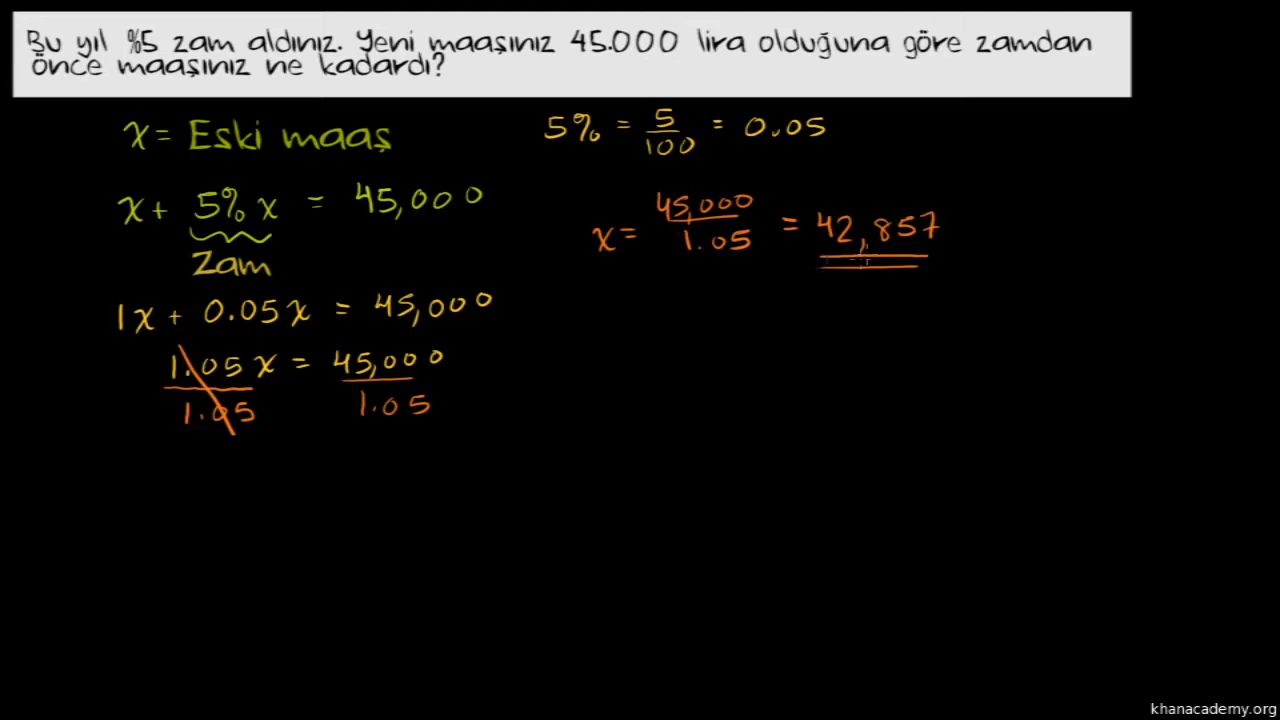 Bu yıl %5 zam aldınız. Yeni maaşınız 45.000 lira olduğuna göre zamdan
önce maaşınız ne kadardı?
x = Eski maaş
5% = 5/100 = 0.05
x + 5% x = 45,000
Zam
x = 45,000/1.05 = 42,857
1x + 0.05x = 45,000
1.05x = 45,000
1.05 1.05
khanacademy.org